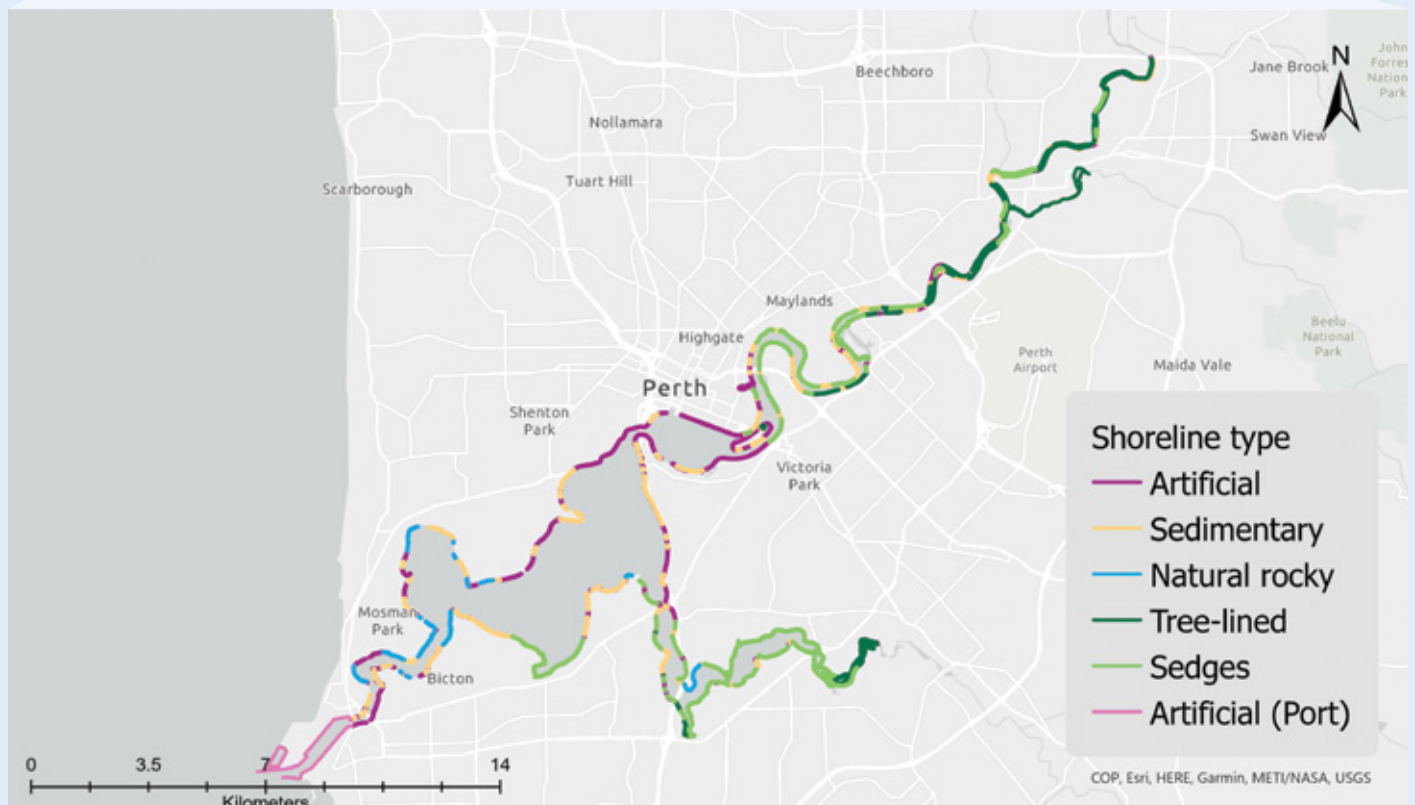 Beechboro
Jane Brook
N
John
Forres
Nation
Park
Nollamara
Swan View
Scarborough
Tuart Hill
Maylands
Highgate
Perth
Airport
Beelu
National
Park
Maida Vale
Perth
Shenton
Park
Victoria
Park
Mosman
Park
Bicton
Shoreline type
Artificial
Sedimentary
Natural rocky
Tree-lined
Sedges
Artificial (Port)
0 3.5 7 14
Kilometers
COP, Esri, HERE, Garmin, METI/NASA, USGS